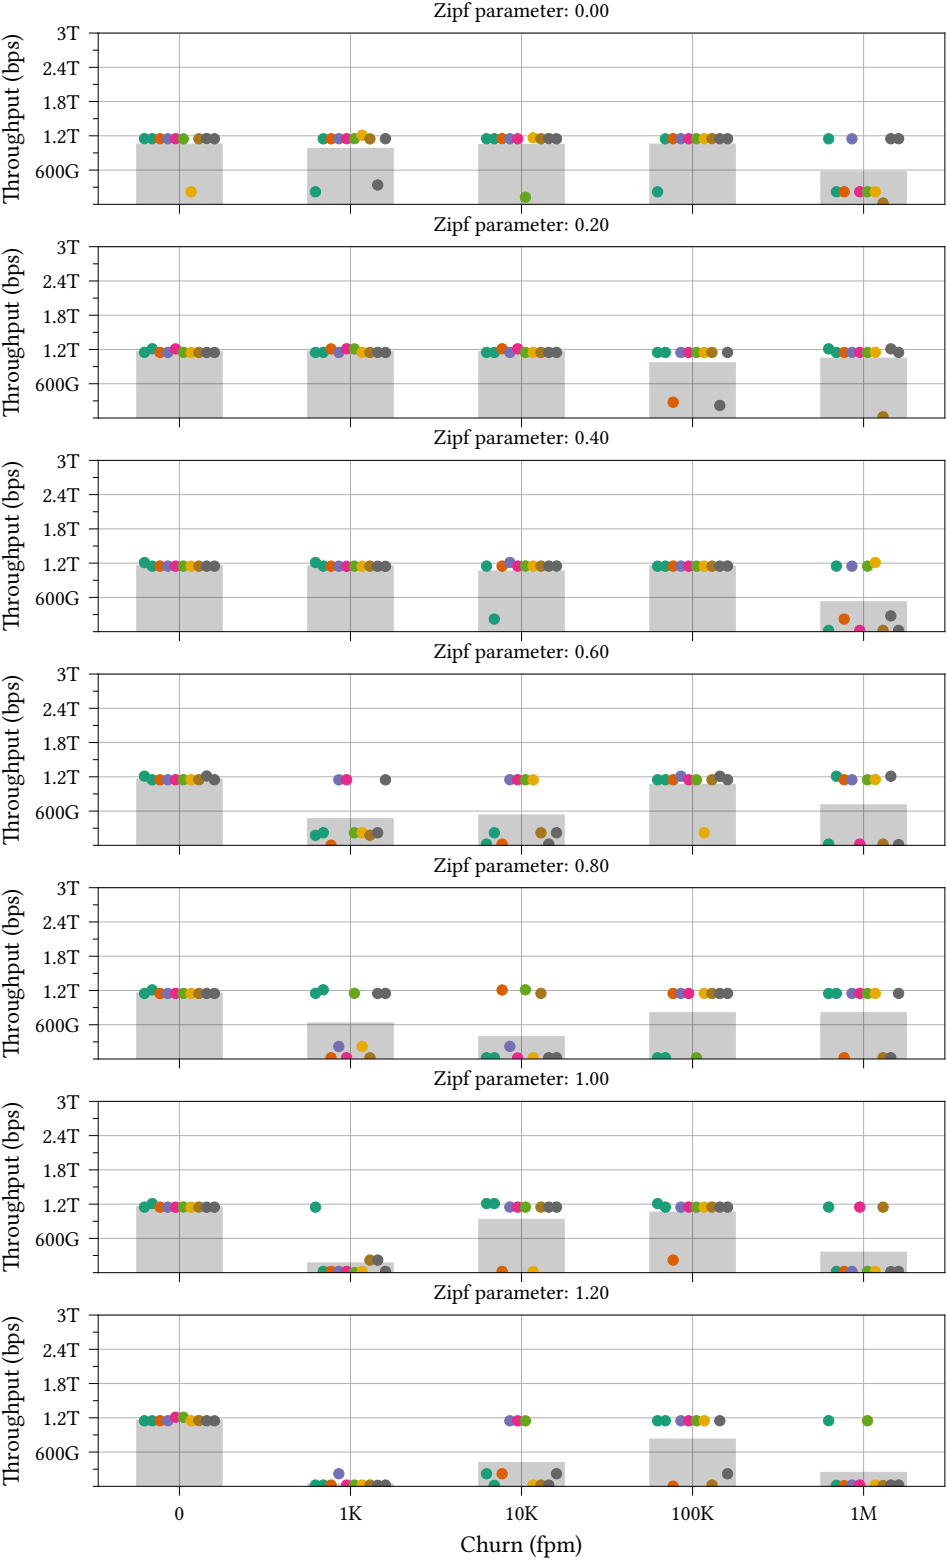 Zipf parameter: 0.00
Throughput (bps)
3T
2.4T
1.8T
1.2T
600G
Zipf parameter: 0.20
Throughput (bps)
3T
2.4T
1.8T
1.2T
600G
Zipf parameter: 0.40
Throughput (bps)
3T
2.4T
1.8T
1.2T
600G
Zipf parameter: 0.60
Throughput (bps)
3T
2.4T
1.8T
1.2T
600G
Zipf parameter: 0.80
Throughput (bps)
3T
2.4T
1.8T
1.2T
600G
Zipf parameter: 1.00
Throughput (bps)
3T
2.4T
1.8T
1.2T
600G
Zipf parameter: 1.20
Throughput (bps)
3T
2.4T
1.8T
1.2T
600G
0 1K 10K 100K 1M
Churn (fpm)